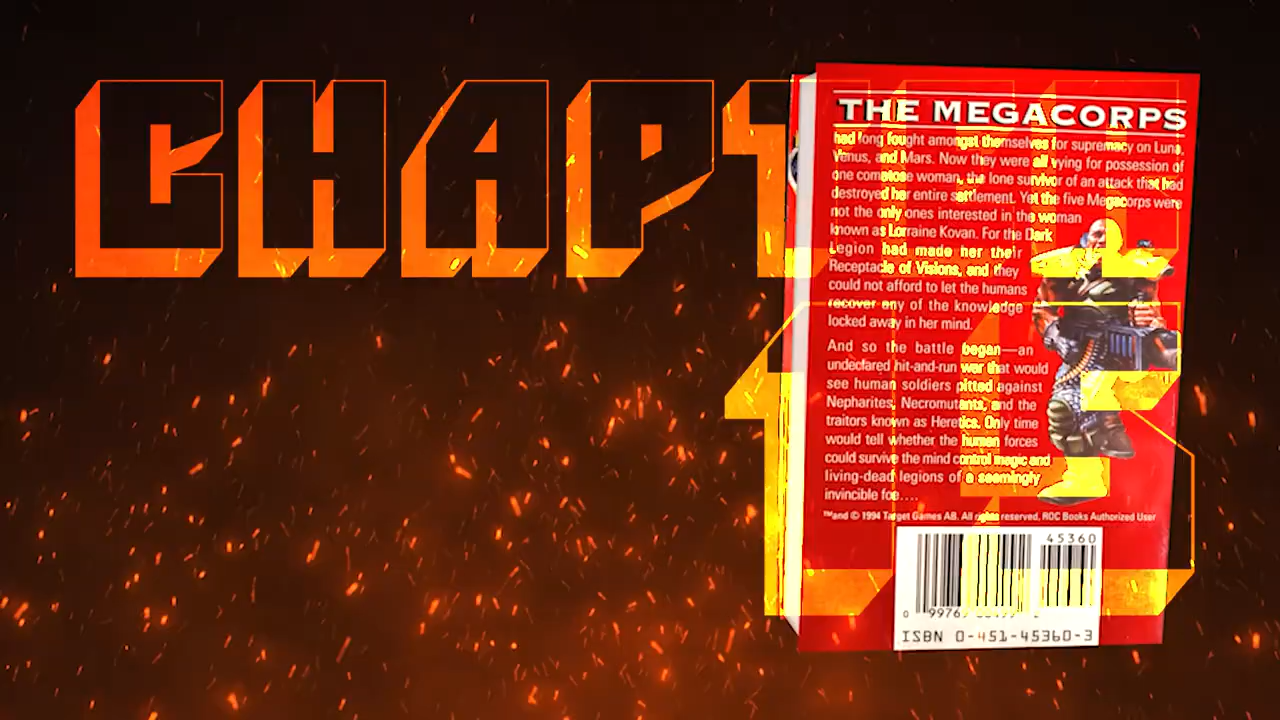 CHAPTER
THE MEGACORPS
had long fought amongst themselves for supremacy on Luna,
Venus, and Mars. Now they were all vying for possession of
one comatose woman, the lone survivor of an attack that had
destroyed her entire settlement. Yet the five Megacorps were
not the only ones interested in the woman
known as Lorraine Kovan. For the Dark
Legion had made her their
Receptacle of Visions, and they
could not afford to let the humans
recover any of the knowledge
locked away in her mind.
And so the battle began—an
undeclared hit-and-run war that would
see human soldiers pitted against
Nepharites, Necromutants, and the
traitors known as Heretics. Only time
would tell whether the human forces
could survive the mind control magic and
living-dead legions of a seemingly
invincible foe....
™and © 1994 Target Games AB. All rights reserved, ROC Books Authorized User
45360
ISBN 0-451-45360-3